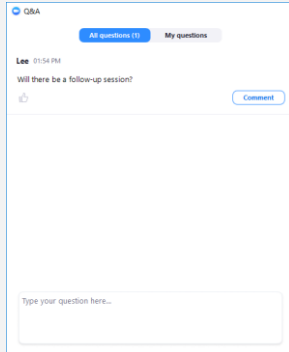 Q&A
All questions (1) My questions
Lee 01:54 PM
Will there be a follow-up session?
Comment
Type your question here...